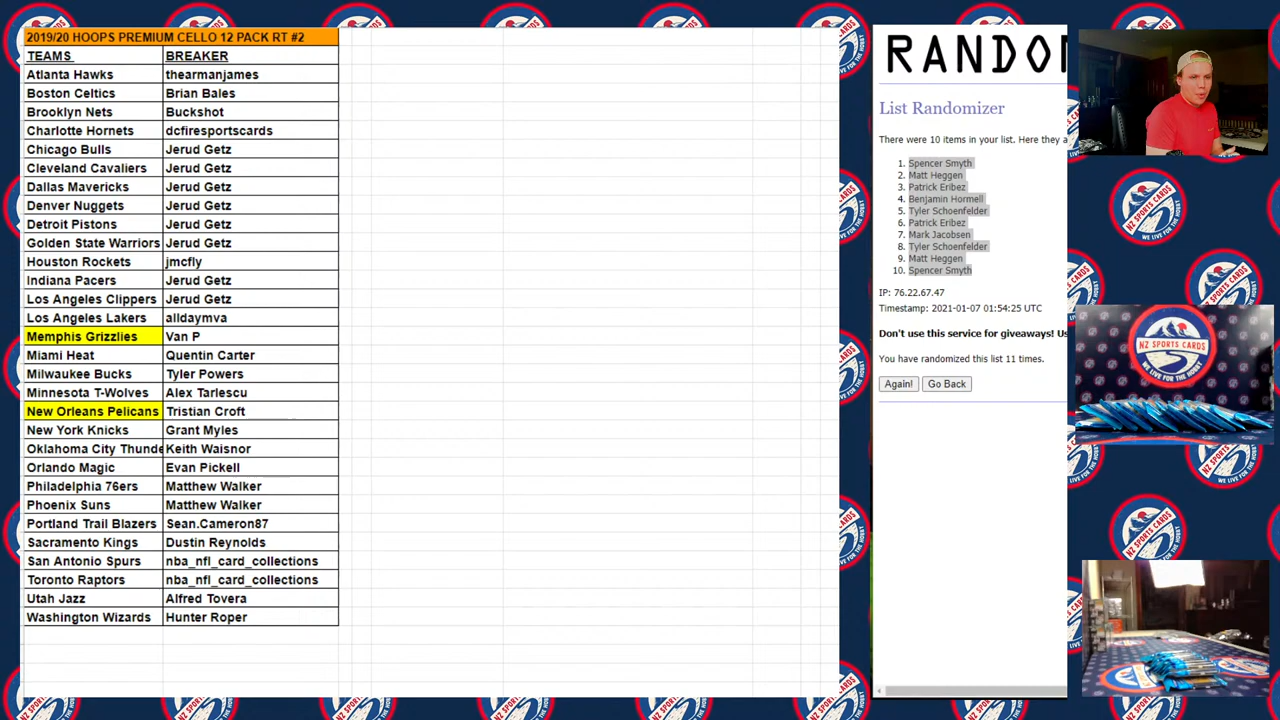 2019/20 HOOPS PREMIUM CELLO 12 PACK RT #2
TEAMS BREAKER
Atlanta Hawks thearmanjames
Boston Celtics Brian Bales
Brooklyn Nets Buckshot
Charlotte Hornets dcfiresportscards
Chicago Bulls Jerud Getz
Cleveland Cavaliers Jerud Getz
Dallas Mavericks Jerud Getz
Denver Nuggets Jerud Getz
Detroit Pistons Jerud Getz
Golden State Warriors Jerud Getz
Houston Rockets jmcfly
Indiana Pacers Jerud Getz
Los Angeles Clippers Jerud Getz
Los Angeles Lakers alldaymva
Memphis Grizzlies Van P
Miami Heat Quentin Carter
Milwaukee Bucks Tyler Powers
Minnesota T-Wolves Alex Tarlescu
New Orleans Pelicans Tristian Croft
New York Knicks Grant Myles
Oklahoma City Thunde Keith Waisnor
Orlando Magic Evan Pickell
Philadelphia 76ers Matthew Walker
Phoenix Suns Matthew Walker
Portland Trail Blazers Sean.Cameron87
Sacramento Kings Dustin Reynolds
San Antonio Spurs nba_nfl_card_collections
Toronto Raptors nba_nfl_card_collections
Utah Jazz Alfred Tovera
Washington Wizards Hunter Roper
RANDO
List Randomizer
There were 10 items in your list. Here they a
1. Spencer Smyth
2. Matt Heggen
3. Patrick Eribez
4. Benjamin Hormell
5. Tyler Schoenfelder
6. Patrick Eribez
7. Mark Jacobsen
8. Tyler Schoenfelder
9. Matt Heggen
10. Spencer Smyth
IP: 76.22.67.47
Timestamp: 2021-01-07 01:54:25 UTC
Don't use this service for giveaways! Us
You have randomized this list 11 times.
Again! Go Back
NZ SPORTS CARDS
WE LIVE FOR THE HOBBY
NZ SPORTS CARDS
WE LIVE FOR THE HOBBY